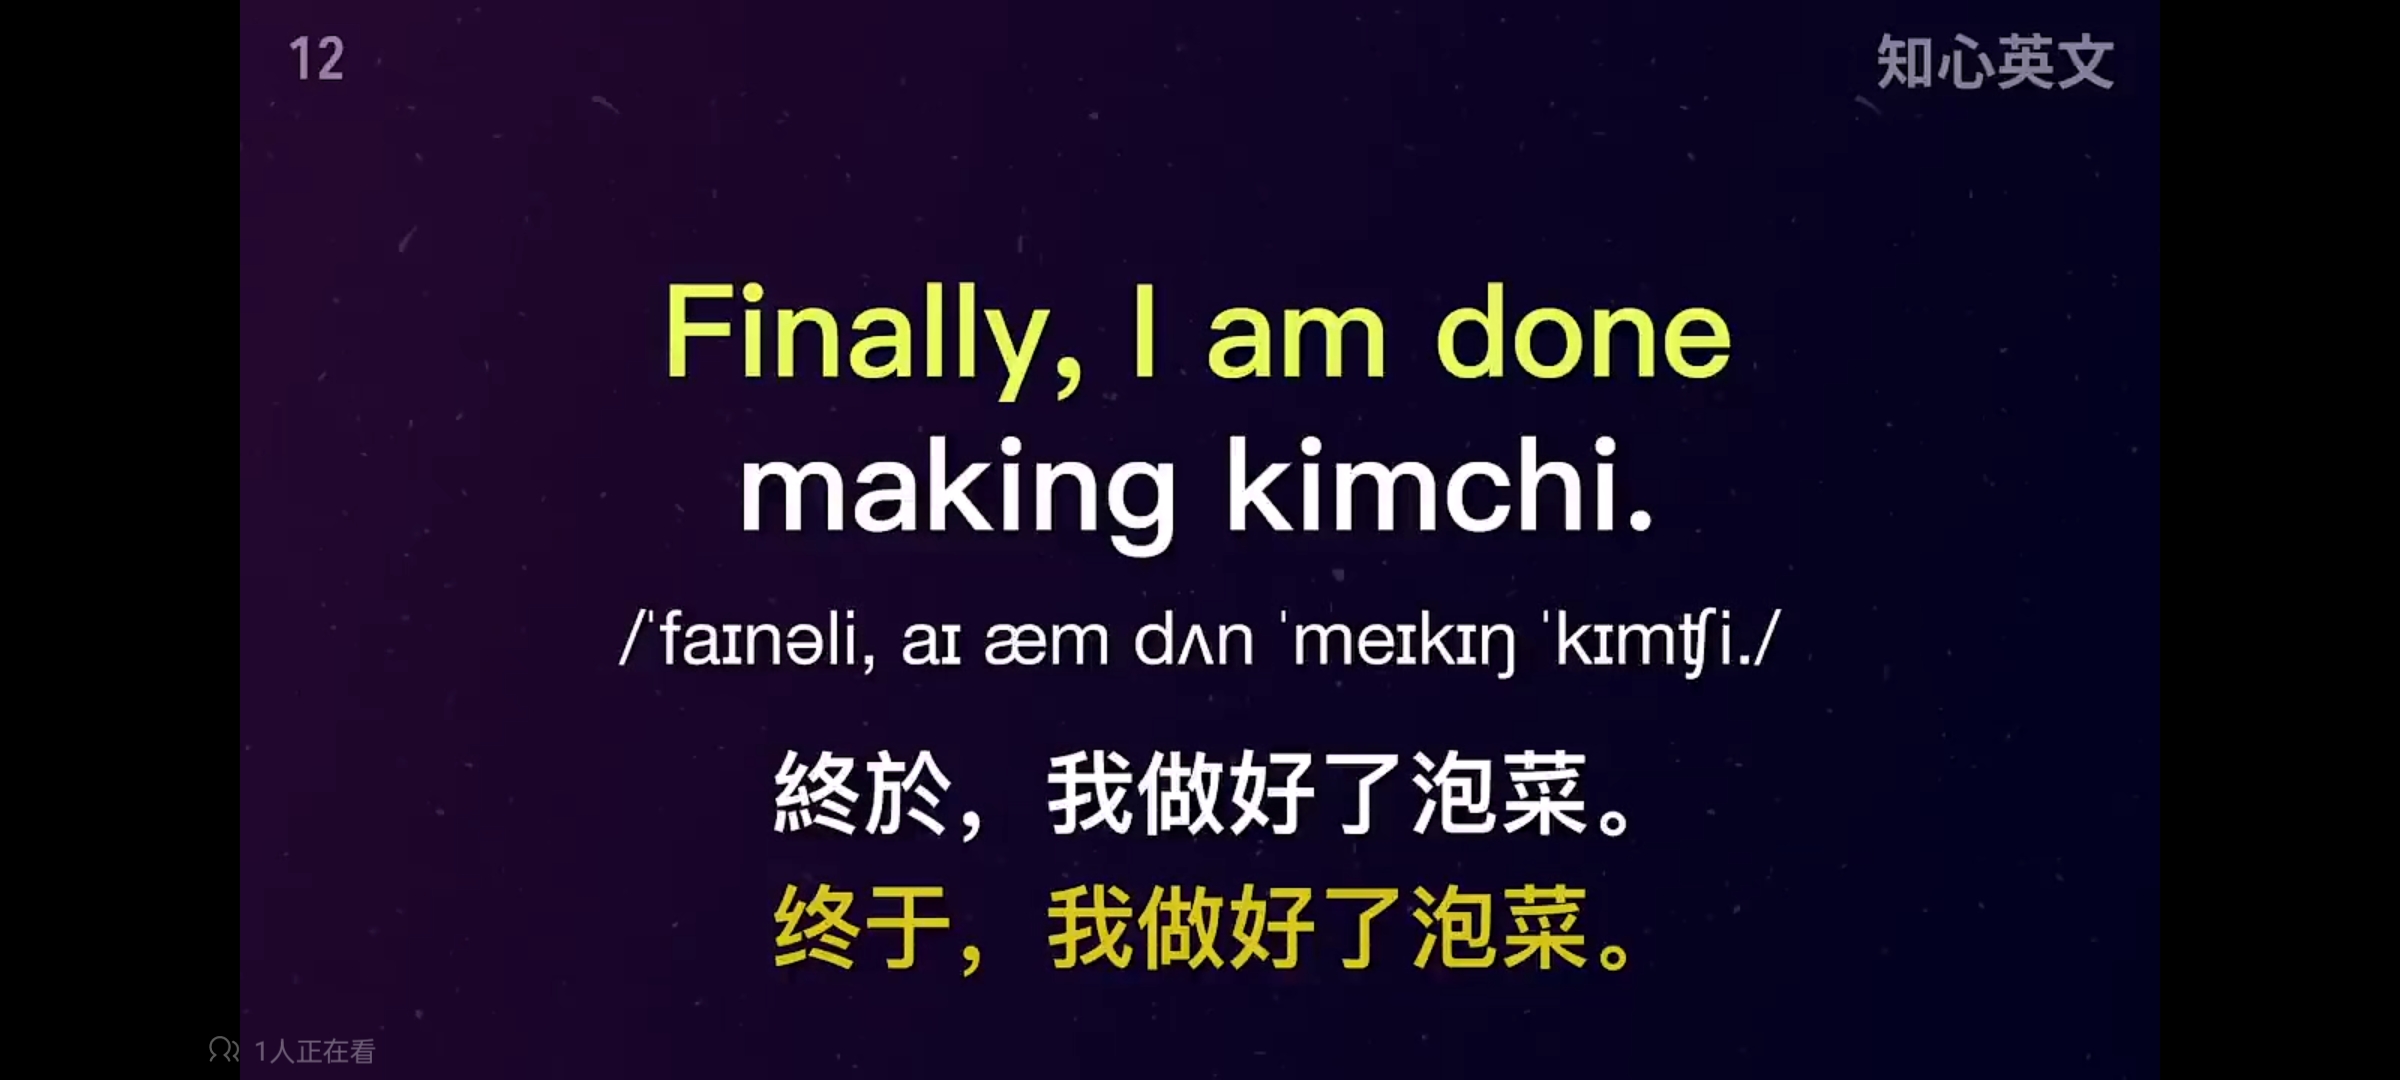 12
知心英文
Finally, I am done
making kimchi.
/ˈfaɪnəli, aɪ æm dʌn ˈmeɪkɪŋ ˈkɪmʧi./
終於，我做好了泡菜。
终于，我做好了泡菜。
1人正在看